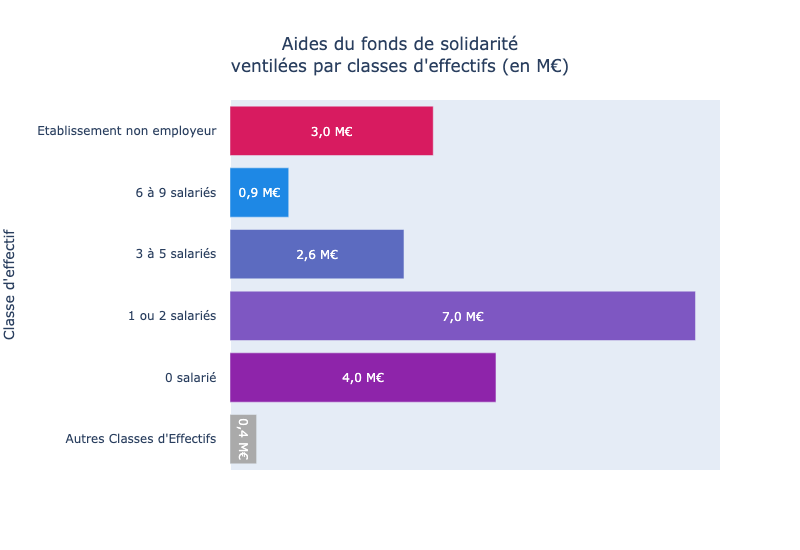 Aides du fonds de solidarité
ventilées par classes d'effectifs (en M€)
Classe d'effectif
Etablissement non employeur
3,0 M€
6 à 9 salariés
0,9 M€
3 à 5 salariés
2,6 M€
1 ou 2 salariés
7,0 M€
0 salarié
4,0 M€
Autres Classes d'Effectifs
0,4 M€